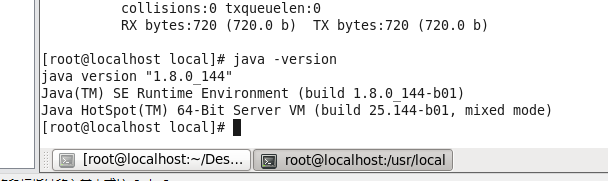 collisions:0 txqueuelen:0
RX bytes:720 (720.0 b)  TX bytes:720 (720.0 b)
[root@localhost local]# java -version
java version "1.8.0_144"
Java(TM) SE Runtime Environment (build 1.8.0_144-b01)
Java HotSpot(TM) 64-Bit Server VM (build 25.144-b01, mixed mode)
[root@localhost local]#
[root@localhost:~/Des... root@localhost:/usr/local